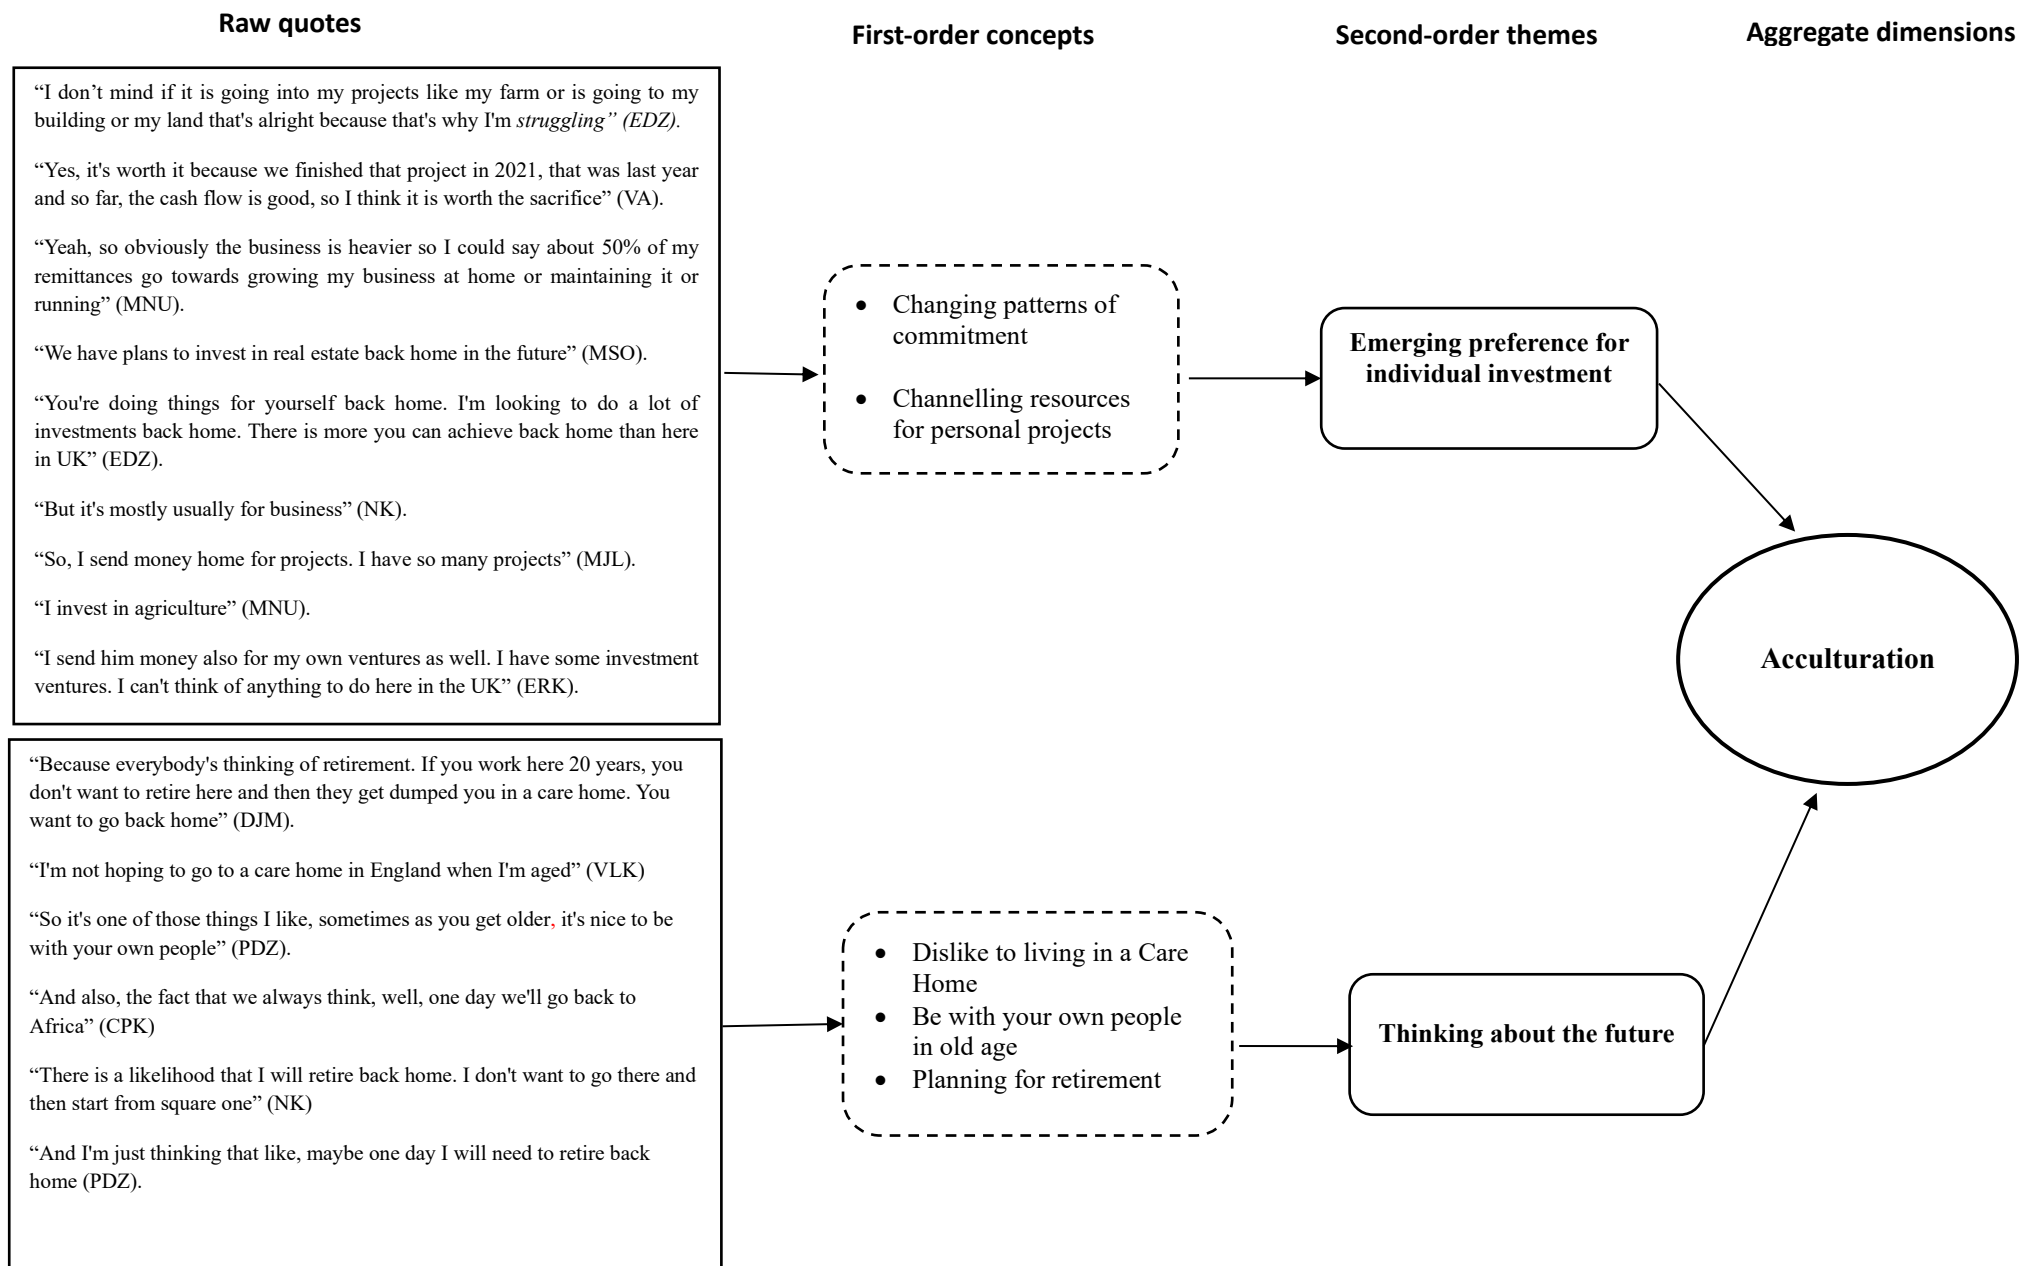 Raw quotes
First-order concepts
Second-order themes
Aggregate dimensions
“I don’t mind if it is going into my projects like my farm or is going to my
building or my land that's alright because that's why I'm struggling” (EDZ).
“Yes, it's worth it because we finished that project in 2021, that was last year
and so far, the cash flow is good, so I think it is worth the sacrifice” (VA).
“Yeah, so obviously the business is heavier so I could say about 50% of my
remittances go towards growing my business at home or maintaining it or
running” (MNU).
“We have plans to invest in real estate back home in the future” (MSO).
“You're doing things for yourself back home. I'm looking to do a lot of
investments back home. There is more you can achieve back home than here
in UK” (EDZ).
“But it's mostly usually for business” (NK).
“So, I send money home for projects. I have so many projects” (MJL).
“I invest in agriculture” (MNU).
“I send him money also for my own ventures as well. I have some investment
ventures. I can't think of anything to do here in the UK” (ERK).
• Changing patterns of
commitment
• Channelling resources
for personal projects
Emerging preference for
individual investment
Acculturation
“Because everybody's thinking of retirement. If you work here 20 years, you
don't want to retire here and then they get dumped you in a care home. You
want to go back home” (DJM).
“I'm not hoping to go to a care home in England when I'm aged” (VLK)
“So it's one of those things I like, sometimes as you get older, it's nice to be
with your own people” (PDZ).
“And also, the fact that we always think, well, one day we'll go back to
Africa” (CPK)
“There is a likelihood that I will retire back home. I don't want to go there and
then start from square one” (NK)
“And I'm just thinking that like, maybe one day I will need to retire back
home (PDZ).
• Dislike to living in a Care
Home
• Be with your own people
in old age
• Planning for retirement
Thinking about the future